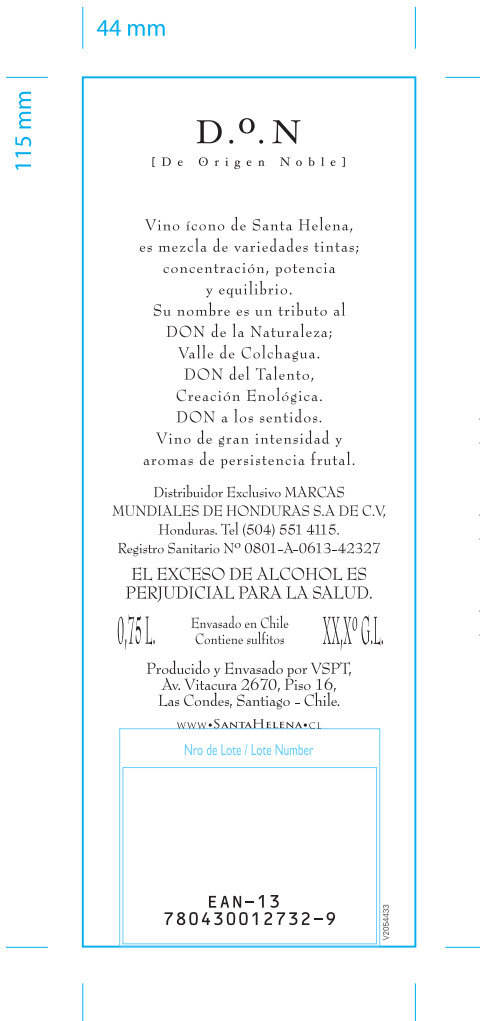 44 mm
115 mm
D.º.N
[De Origen Noble]
Vino ícono de Santa Helena,
es mezcla de variedades tintas;
concentración, potencia
y equilibrio.
Su nombre es un tributo al
DON de la Naturaleza;
Valle de Colchagua.
DON del Talento,
Creación Enológica.
DON a los sentidos.
Vino de gran intensidad y
aromas de persistencia frutal.
Distribuidor Exclusivo MARCAS
MUNDIALES DE HONDURAS S.A DE C.V,
Honduras. Tel (504) 551 4115.
Registro Sanitario Nº 0801-A-0613-42327
EL EXCESO DE ALCOHOL ES
PERJUDICIAL PARA LA SALUD.
0,75 L.
Envasado en Chile
Contiene sulfitos
XX,Xº G.L.
Producido y Envasado por VSPT,
Av. Vitacura 2670, Piso 16,
Las Condes, Santiago - Chile.
WWW•SANTAHELENA•CL
Nro de Lote / Lote Number
EAN-13
780430012732-9
V2054433